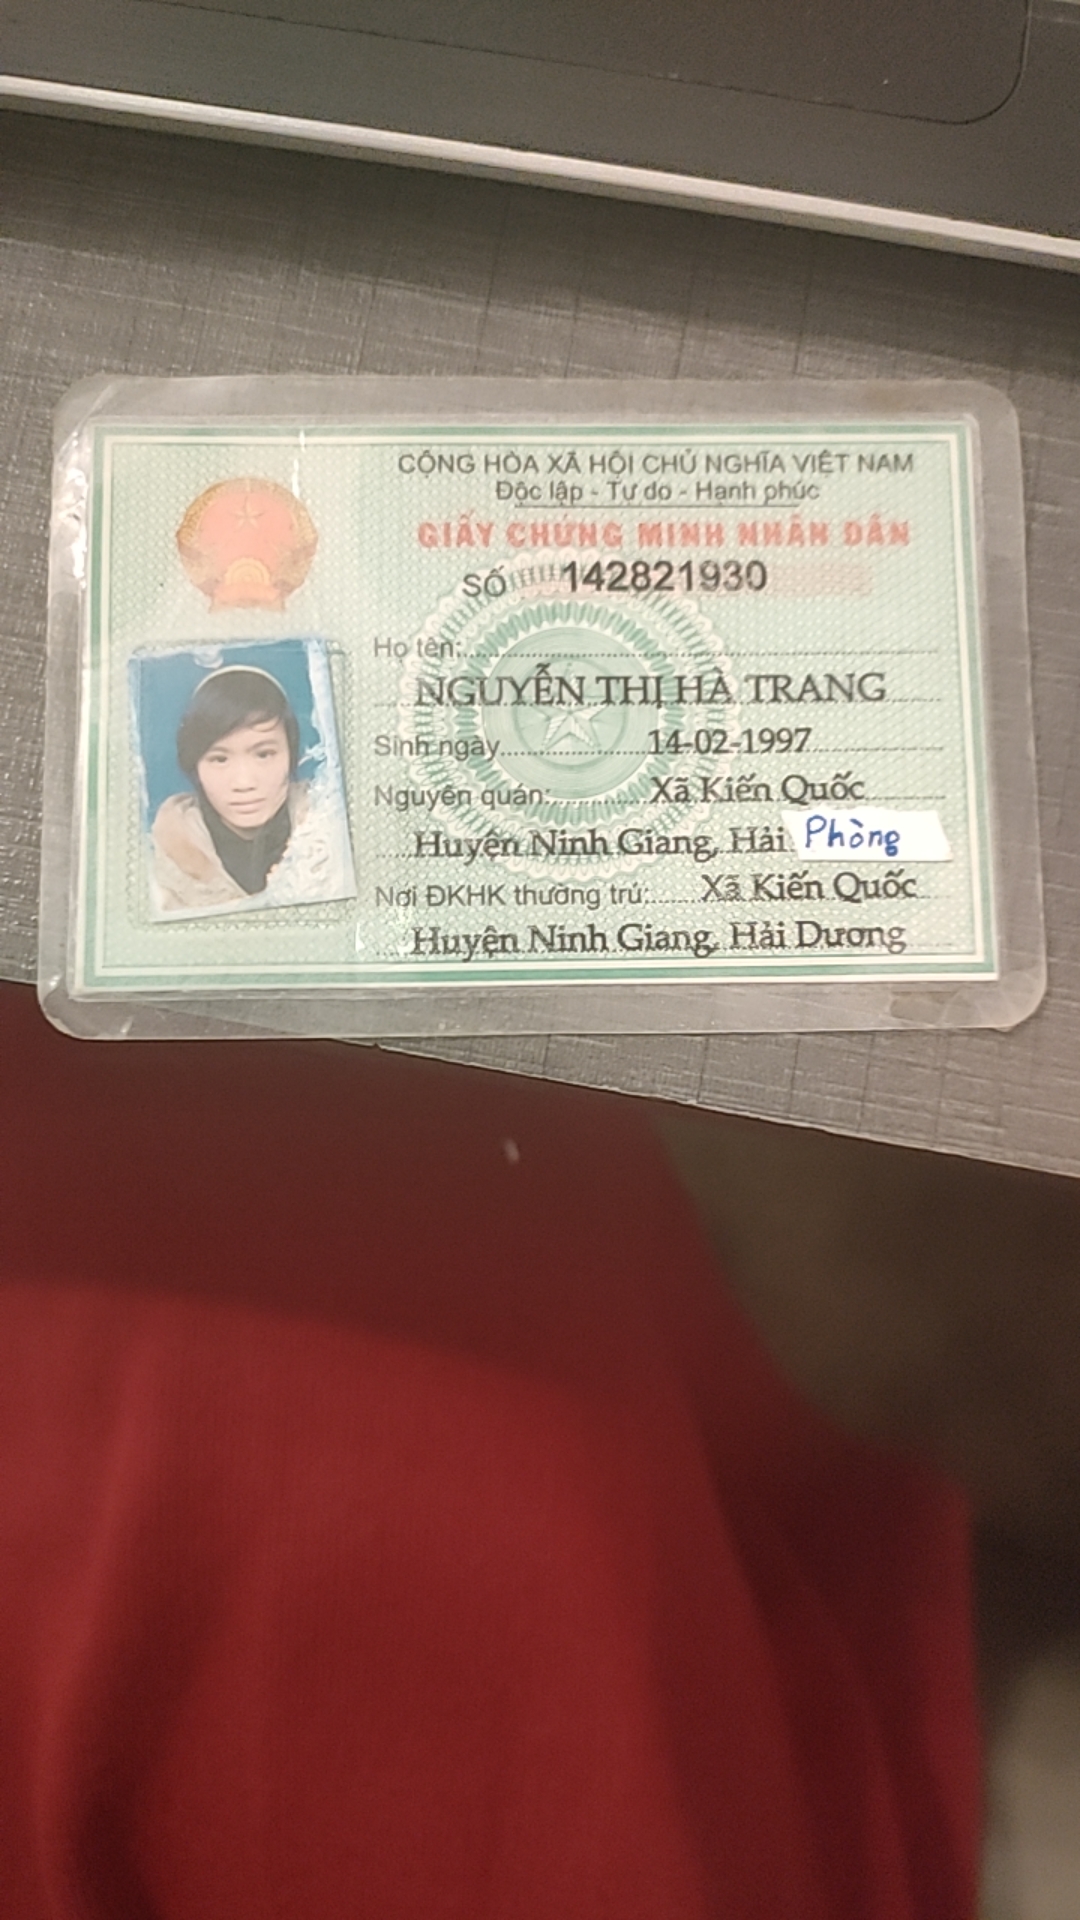 CỘNG HÒA XÃ HỘI CHỦ NGHĨA VIỆT NAM
Độc lập - Tự do - Hạnh phúc
GIẤY CHỨNG MINH NHÂN DÂN
SỐ 142821930
Họ tên:
NGUYỄN THỊ HÀ TRANG
Sinh ngày 14-02-1997
Nguyên quán: Xã Kiến Quốc
Huyện Ninh Giang, Hải Phòng
Nơi ĐKHK thường trú: Xã Kiến Quốc
Huyện Ninh Giang, Hải Dương